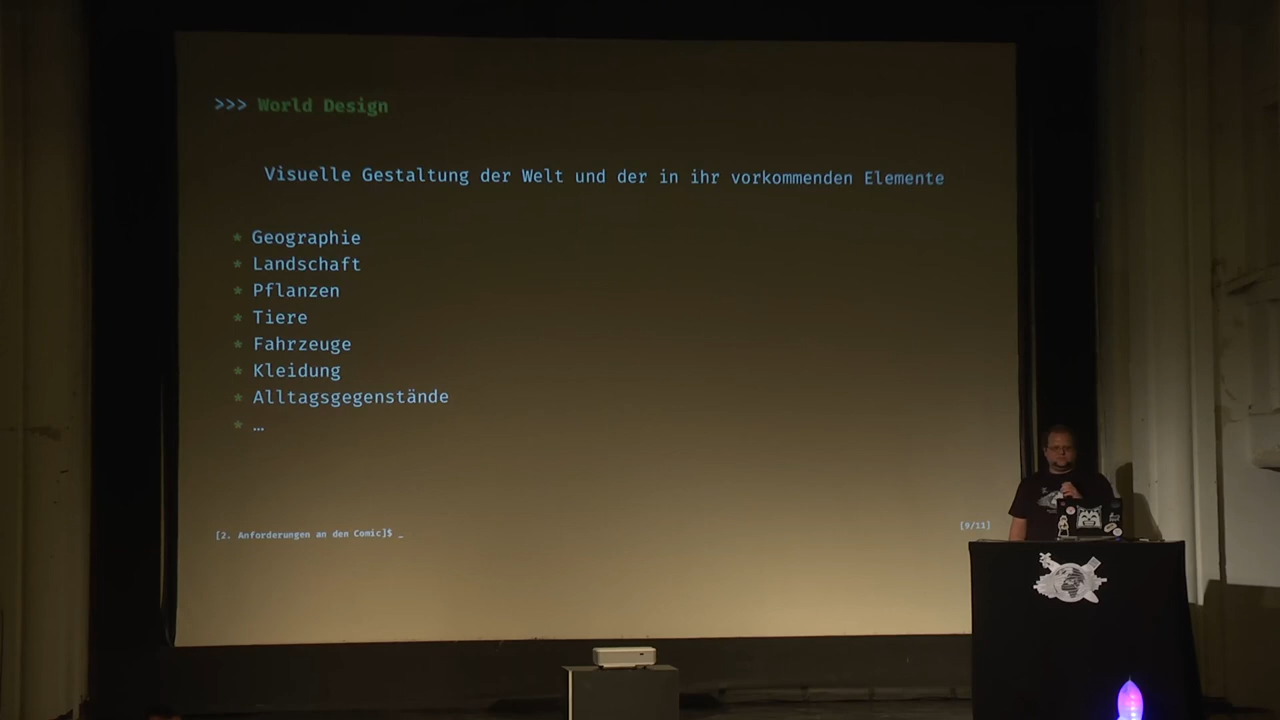 >>> World Design
Visuelle Gestaltung der Welt und der in ihr vorkommenden Elemente
* Geographie
* Landschaft
* Pflanzen
* Tiere
* Fahrzeuge
* Kleidung
* Alltagsgegenstände
* …
[2. Anforderungen an den Comic]$ _
[9/11]